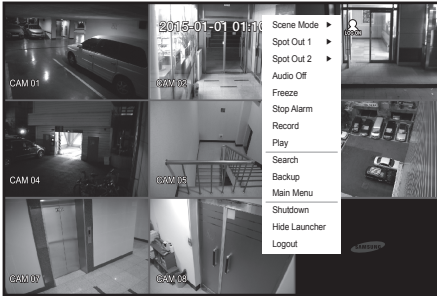 2015-01-01 01:10
LOG ON
CAM 01
CAM 02
CAM 04
CAM 05
CAM 07
CAM 08
Scene Mode
Spot Out 1
Spot Out 2
Audio Off
Freeze
Stop Alarm
Record
Play
Search
Backup
Main Menu
Shutdown
Hide Launcher
Logout
SAMSUNG